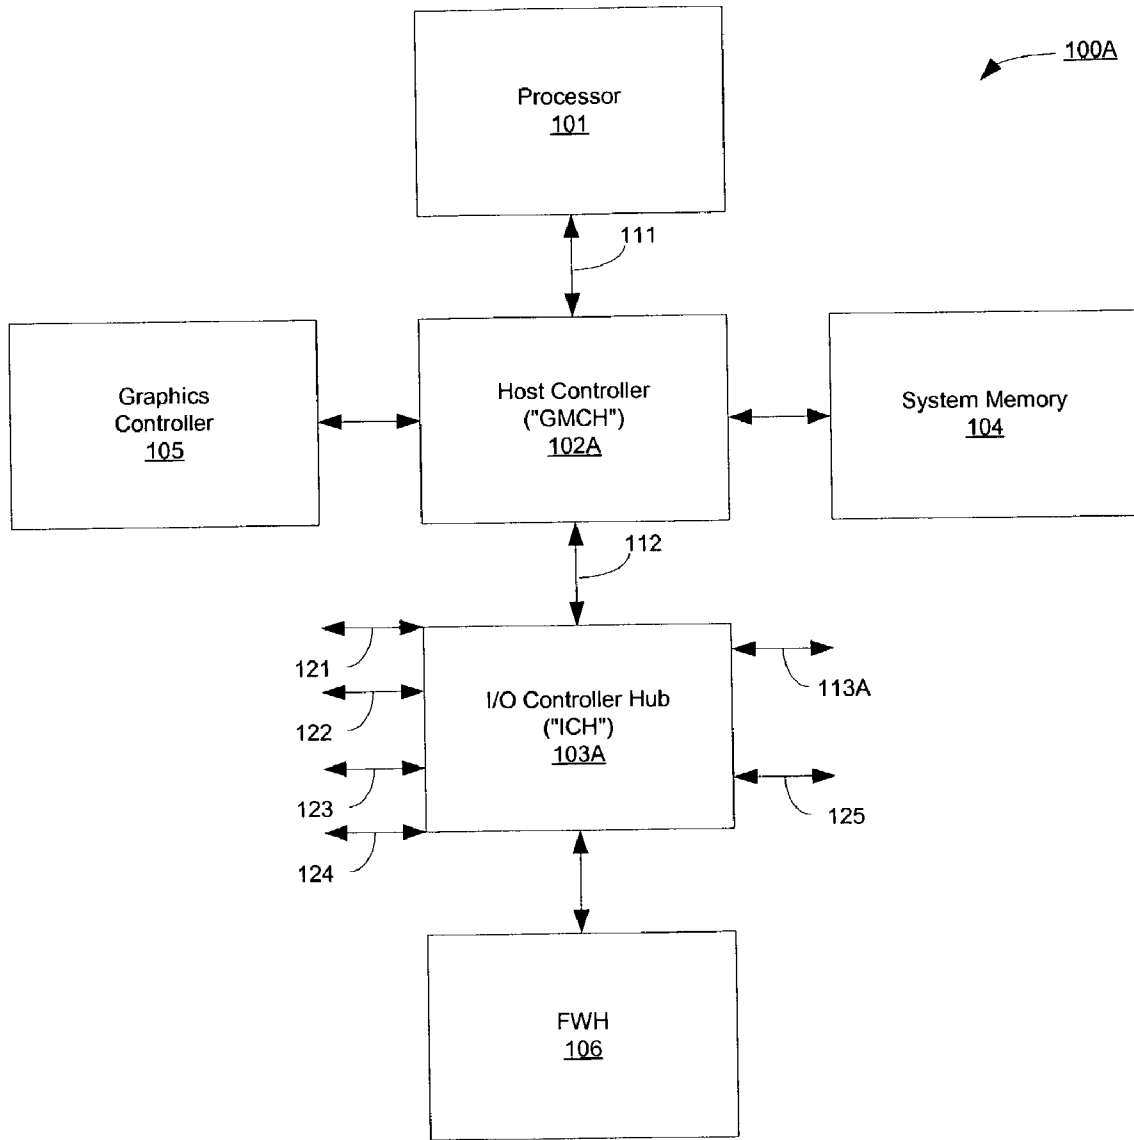 100A
Processor
101
111
Graphics
Controller
105
Host Controller
("GMCH")
102A
System Memory
104
112
121
122
123
124
I/O Controller Hub
("ICH")
103A
113A
125
FWH
106